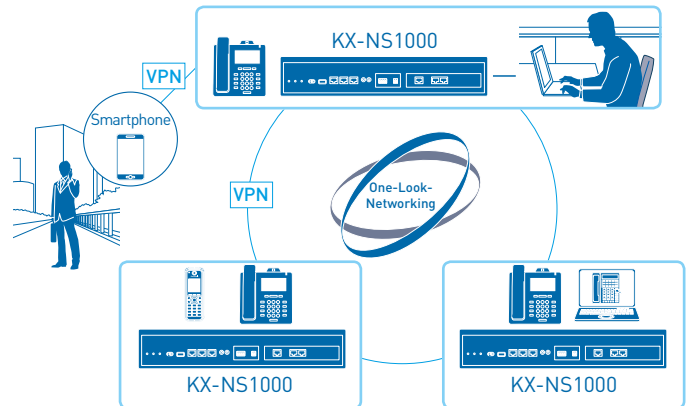 KX-NS1000
VPN
Smartphone
One-Look-
Networking
VPN
KX-NS1000
KX-NS1000